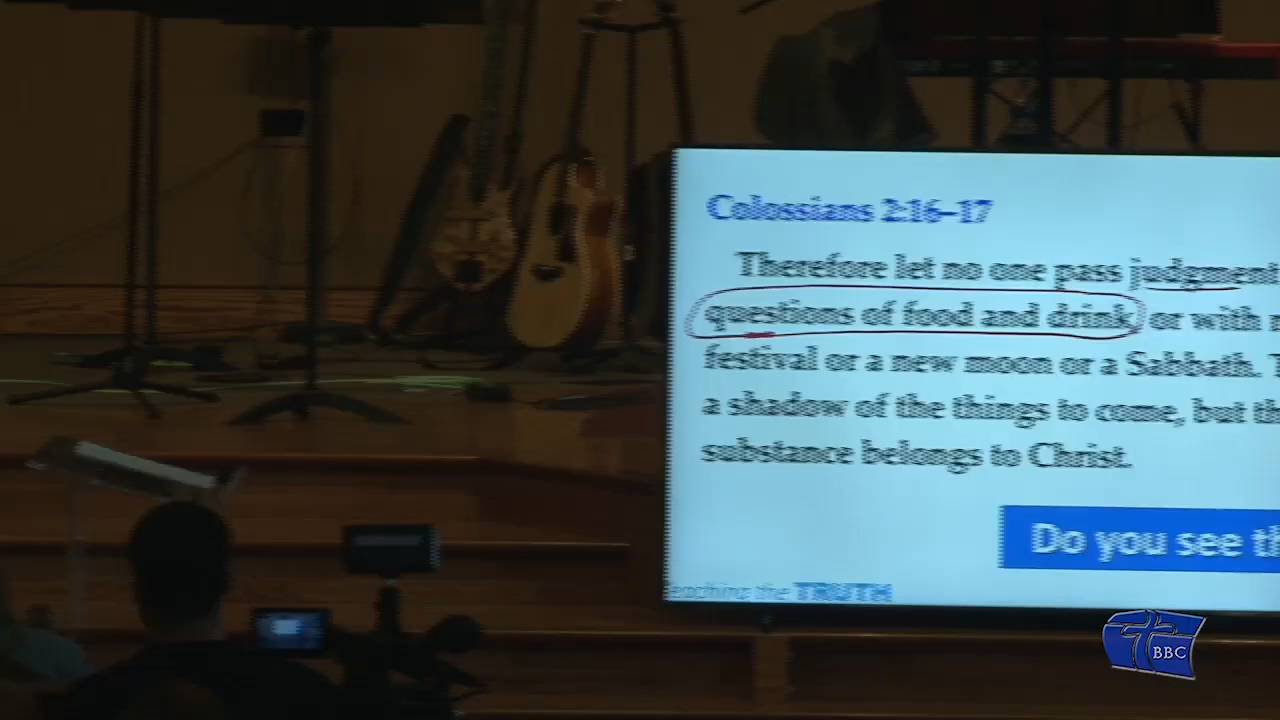 Colossians 2:16-17
Therefore let no one pass judgment
questions of food and drink or with
festival or a new moon or a Sabbath.
a shadow of the things to come, but
substance belongs to Christ.
Do you see
eaching the TRUTH
BBC